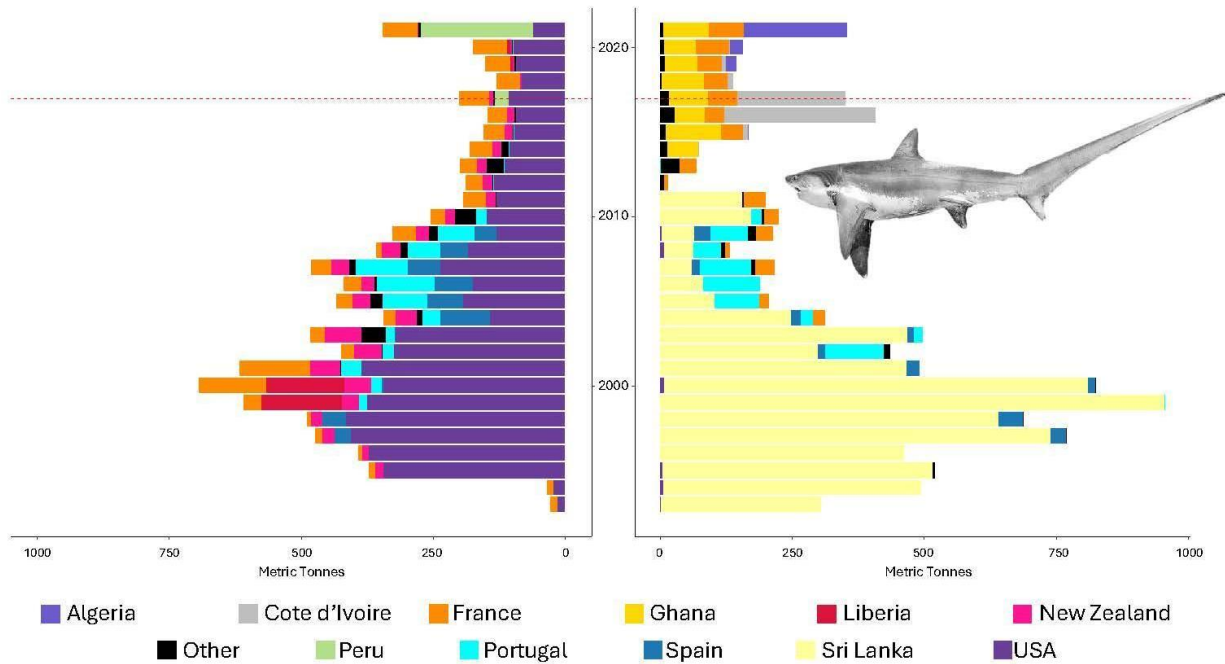 2020
2010
2000
1000 750 500 250 0
0 250 500 750 1000
Metric Tonnes
Metric Tonnes
Algeria Cote d'Ivoire France Ghana Liberia New Zealand
Other Peru Portugal Spain Sri Lanka USA